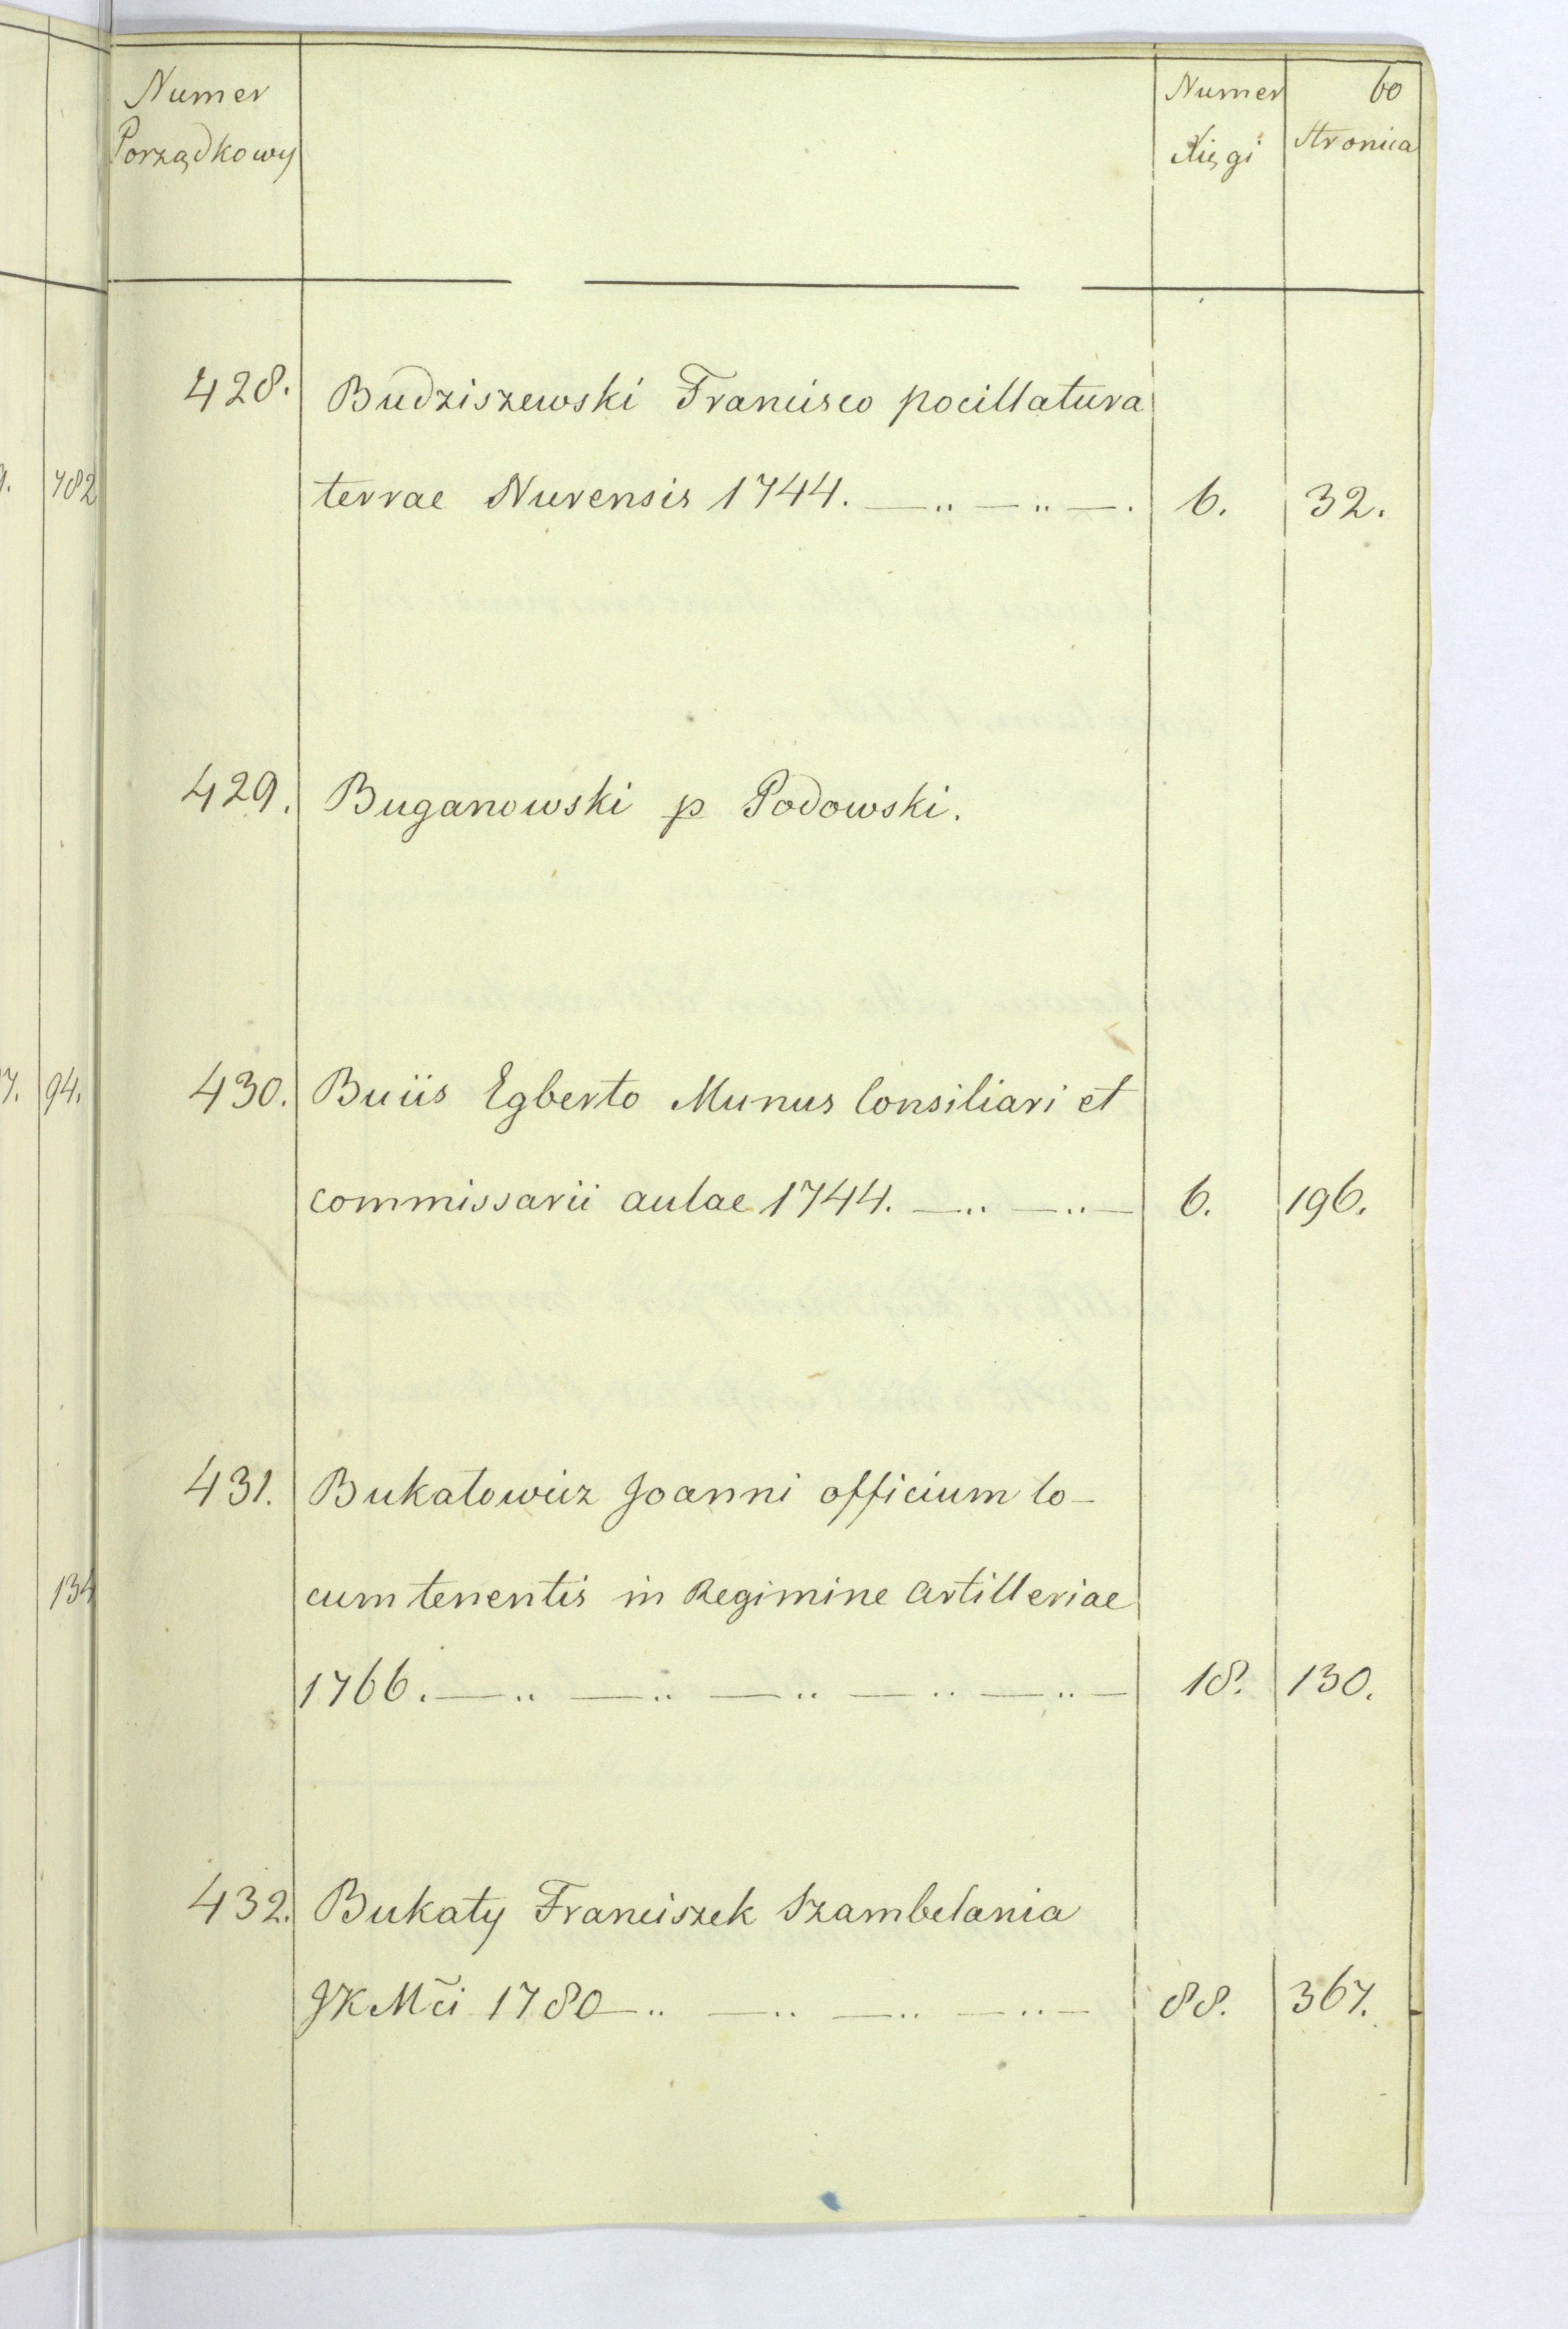 60
Numer Numer Stronica
Porządkowy Xięgi
428. Budziszewski Francisco pocillatura
terrae Nurensis 1744. —„ — „ —. 6. 32.
429. Buganowski p Podowski.
430. Buiis Egberto Munus Consiliari et
commissarii aulae 1744. —„ —„— 6. 196.
431. Bukatowicz Joanni officium lo-
cumtenentis in Regimine Artilleriae
1766. —„ —„ —„ —„ —„— 18. 130.
432. Bukaty Franciszek Szambelania
JKMči 1780 —„ —„ —„ —„— 88. 367.
482
94.
134